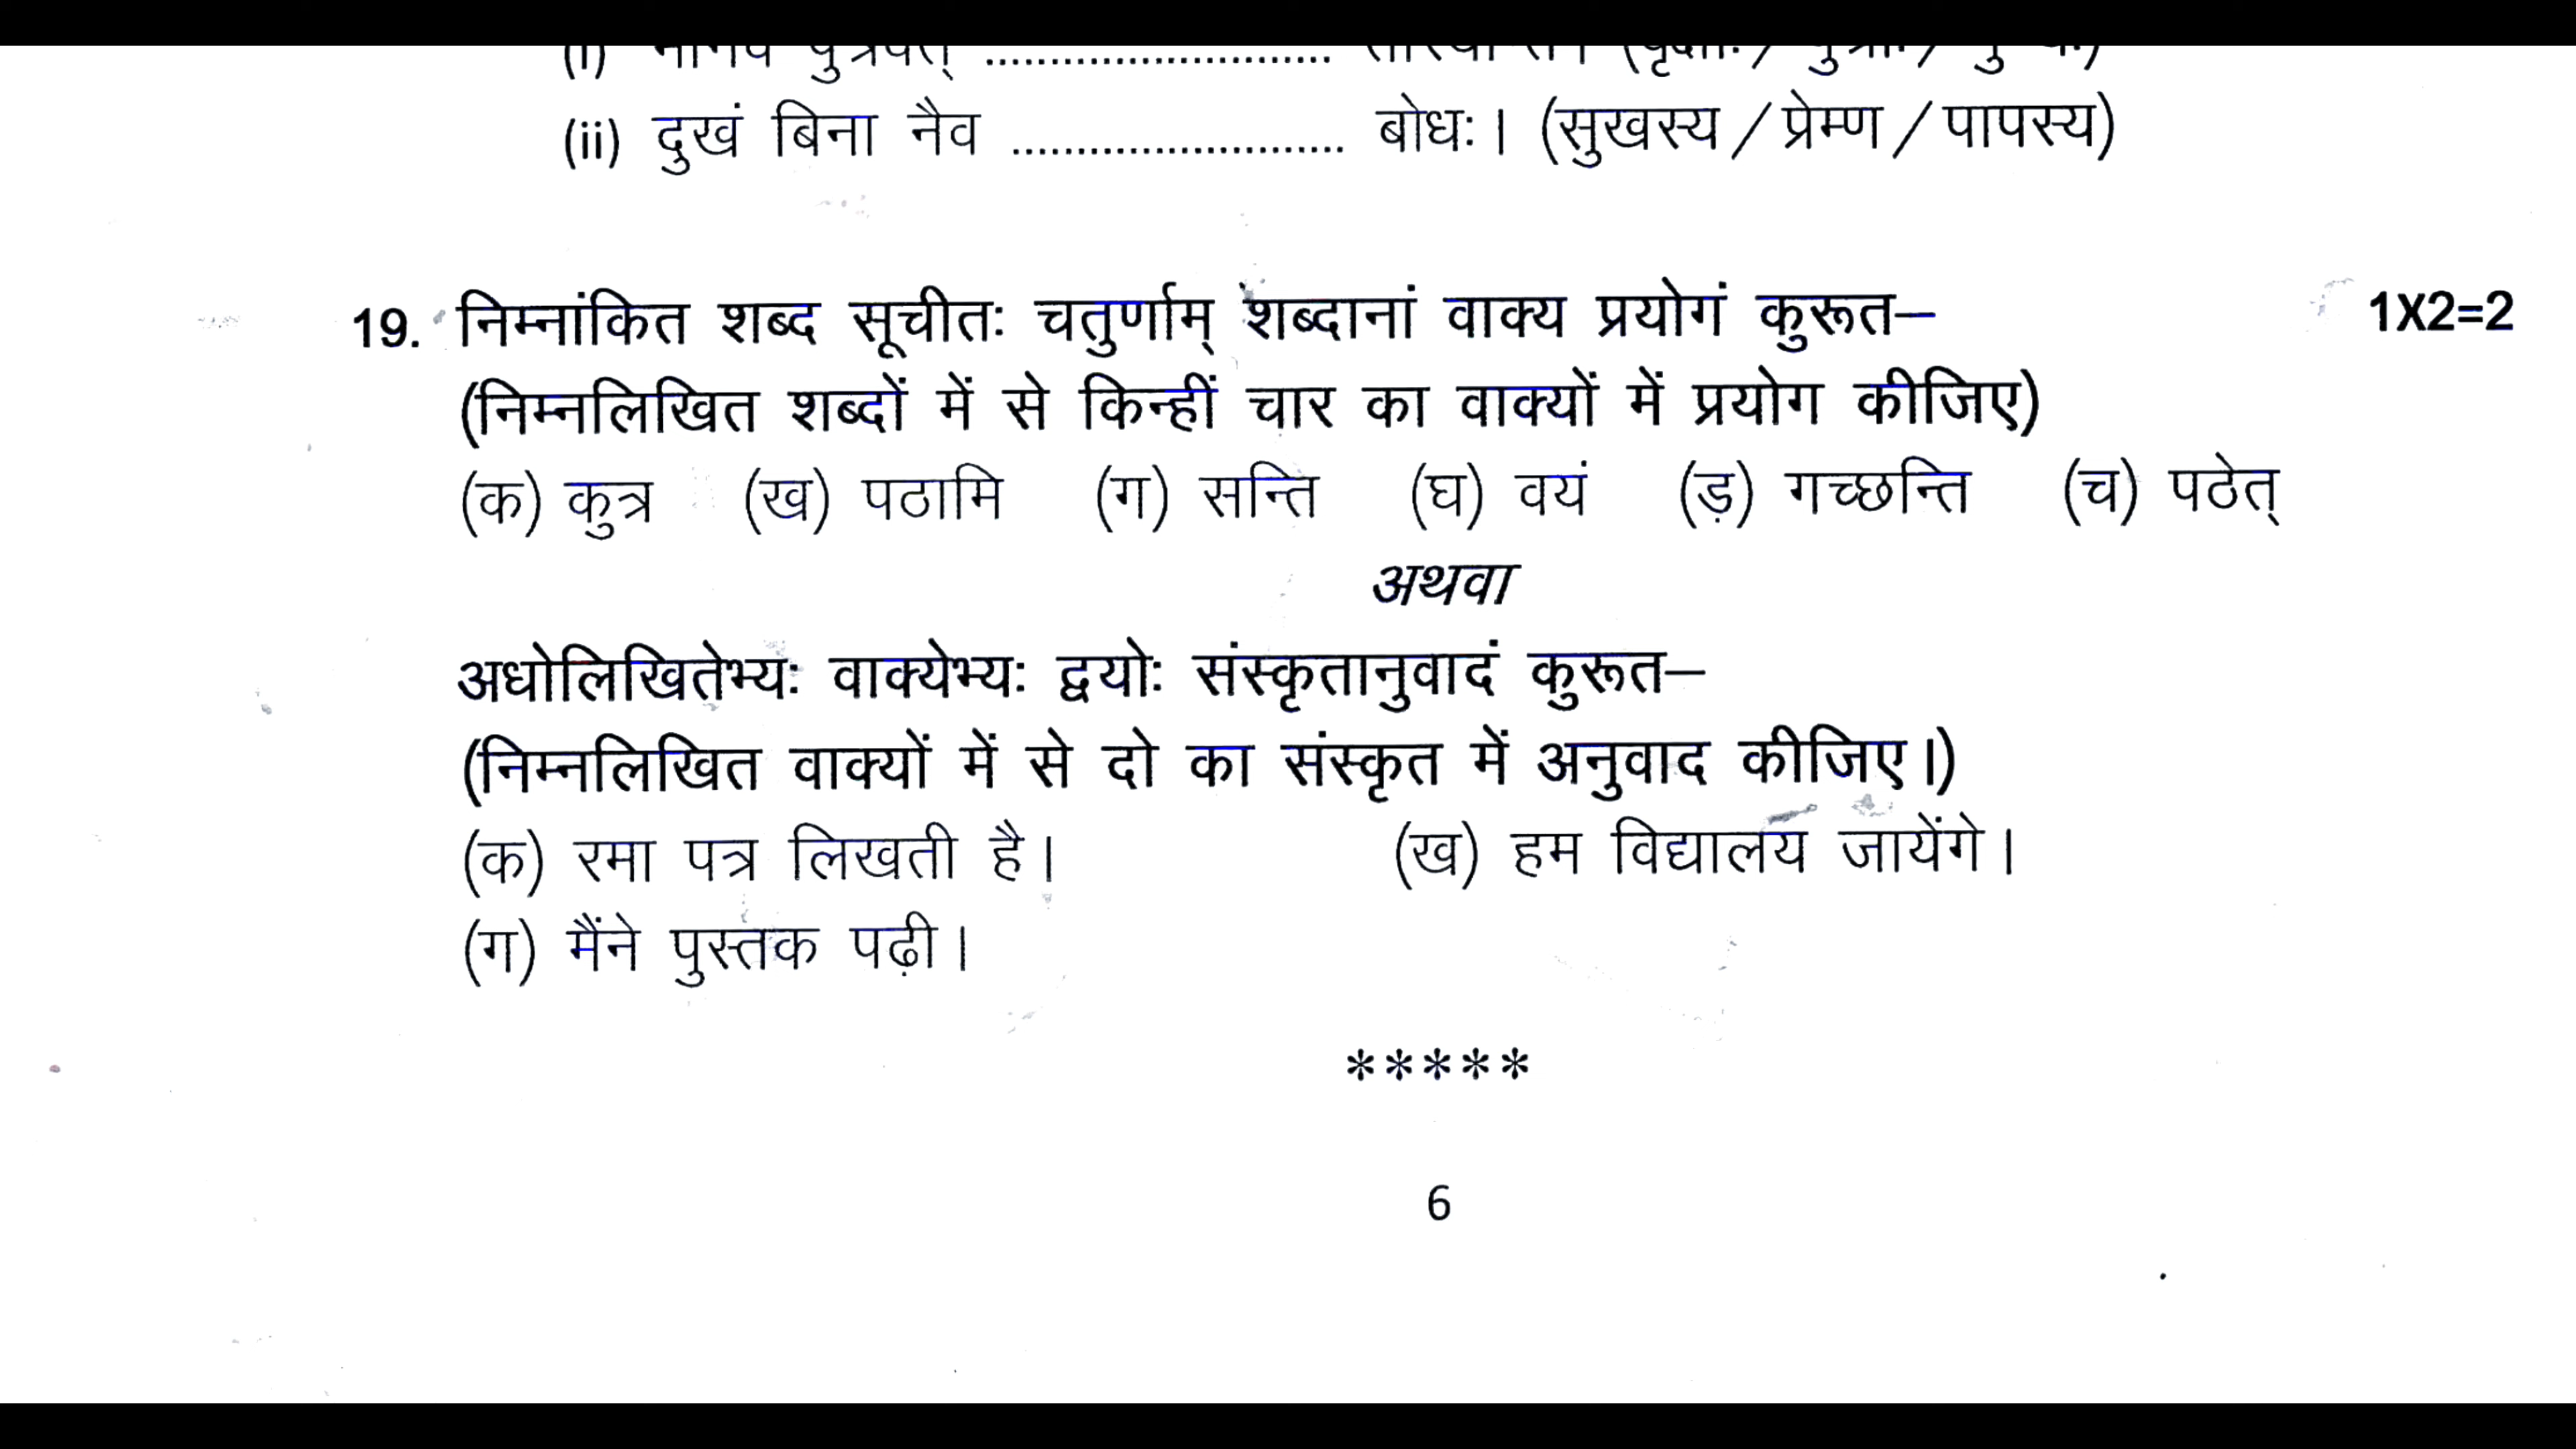 (i)
(ii) दुखं बिना नैव ............................ बोधः। (सुखस्य / प्रेम्ण / पापस्य)
19. निम्नांकित शब्द सूचीतः चतुर्णाम् शब्दानां वाक्य प्रयोगं कुरूत– 1X2=2
(निम्नलिखित शब्दों में से किन्हीं चार का वाक्यों में प्रयोग कीजिए)
(क) कुत्र (ख) पठामि (ग) सन्ति (घ) वयं (ड़) गच्छन्ति (च) पठेत्
अथवा
अधोलिखितेभ्यः वाक्येभ्यः द्वयोः संस्कृतानुवादं कुरूत–
(निम्नलिखित वाक्यों में से दो का संस्कृत में अनुवाद कीजिए।)
(क) रमा पत्र लिखती है। (ख) हम विद्यालय जायेंगे।
(ग) मैंने पुस्तक पढ़ी।
*****
6